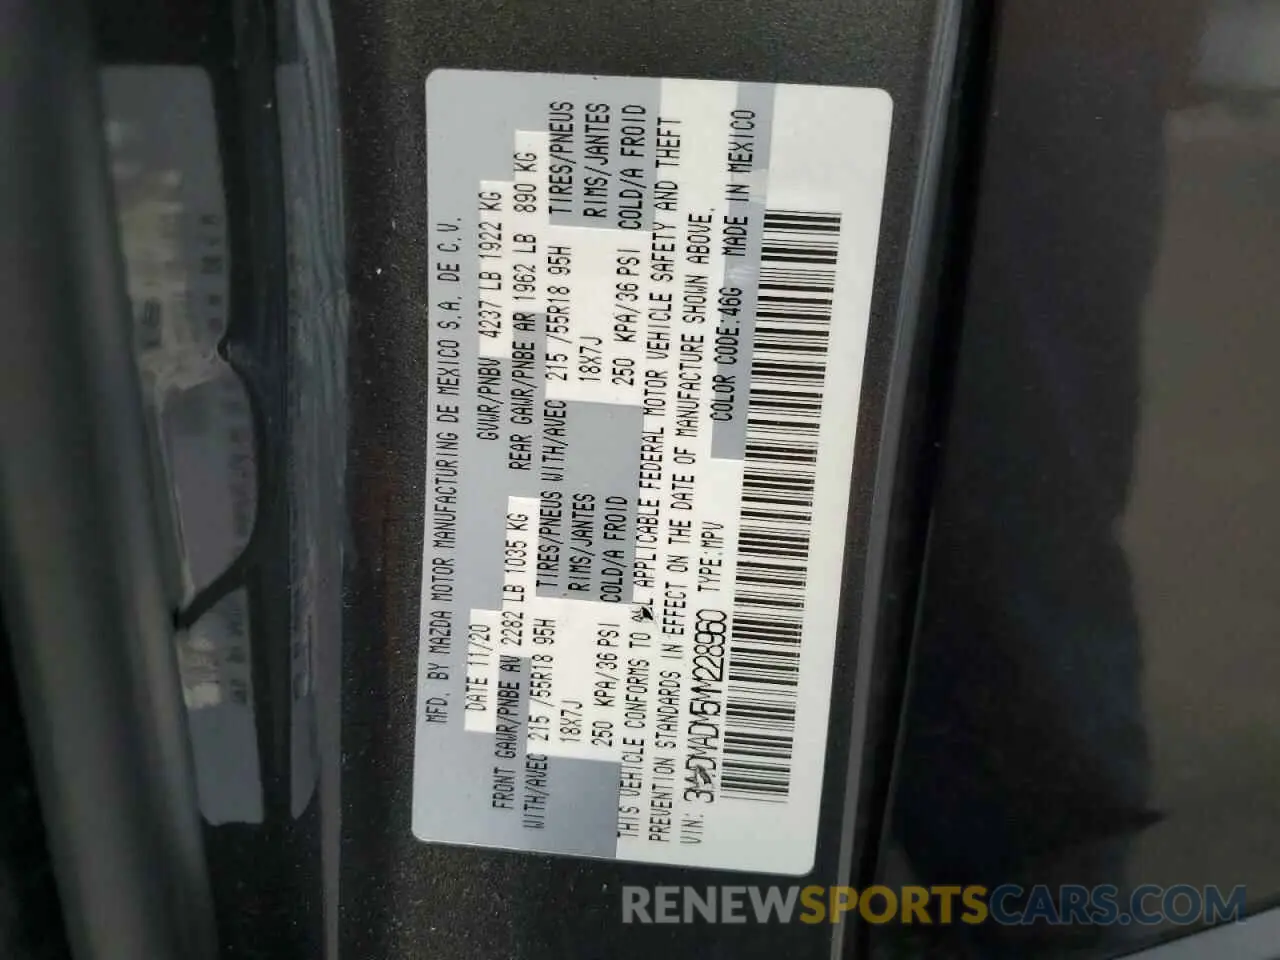 MFD. BY MAZDA MOTOR MANUFACTURING DE MEXICO S.A. DE C.V.
DATE 11/20 GVWR/PNBV 4237 LB 1922 KG
FRONT GAWR/PNBE AV 2282 LB 1035 KG REAR GAWR/PNBE AR 1962 LB 890 KG
WITH/AVEC 215 /55R18 95H TIRES/PNEUS WITH/AVEC 215 /55R18 95H TIRES/PNEUS
18X7J RIMS/JANTES 18X7J RIMS/JANTES
250 KPA/36 PSI COLD/A FROID 250 KPA/36 PSI COLD/A FROID
THIS VEHICLE CONFORMS TO ALL APPLICABLE FEDERAL MOTOR VEHICLE SAFETY AND THEFT
PREVENTION STANDARDS IN EFFECT ON THE DATE OF MANUFACTURE SHOWN ABOVE.
VIN: TYPE:MPV COLOR CODE:46G MADE IN MEXICO
RENEWSPORTSCARS.COM